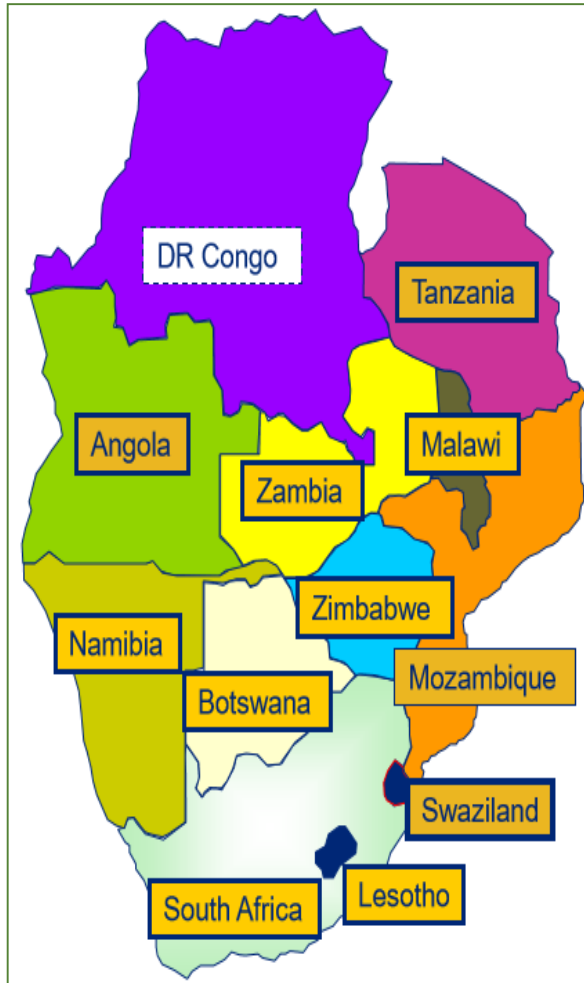 DR Congo
Tanzania
Angola
Malawi
Zambia
Zimbabwe
Namibia
Mozambique
Botswana
Swaziland
Lesotho
South Africa